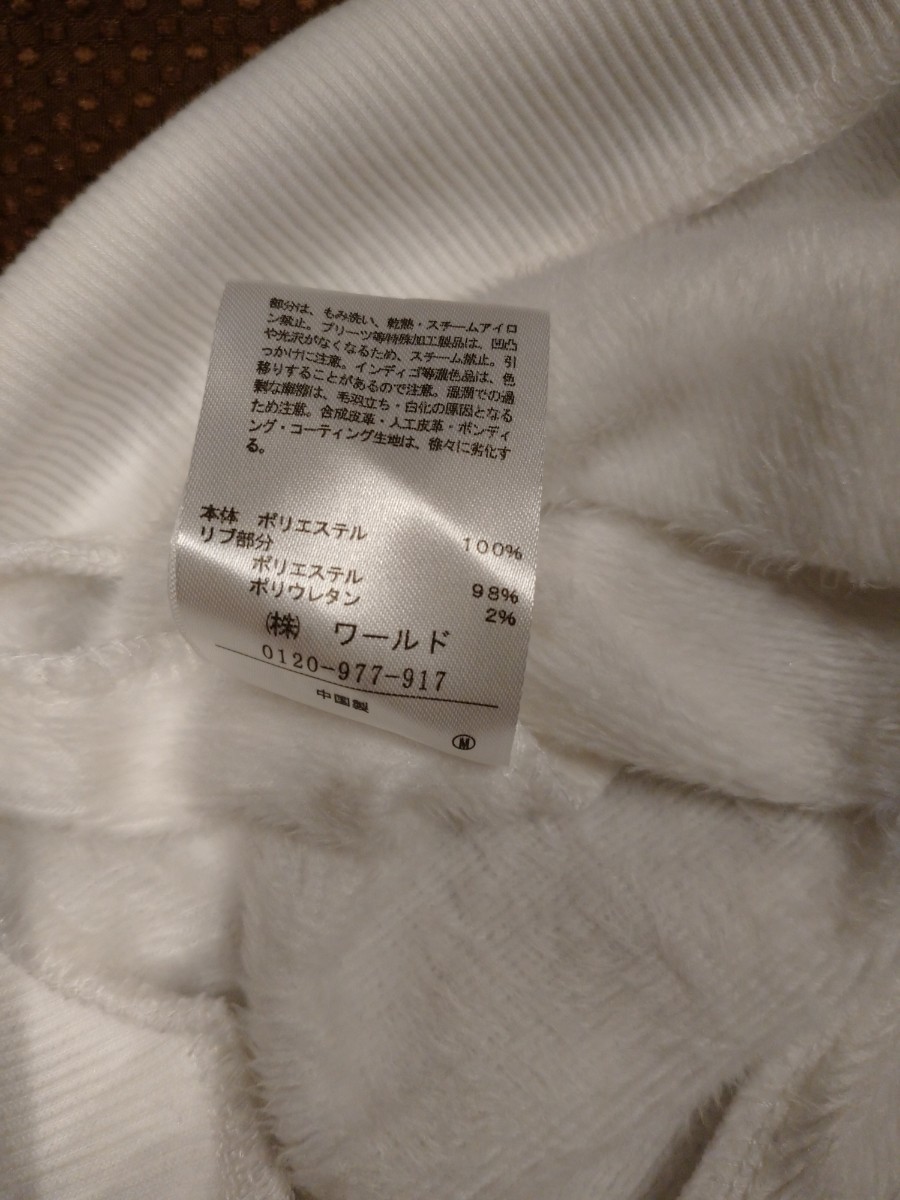 部分は、もみ洗い、乾熱・スチームアイロ
ン禁止。プリーツ等特殊加工製品は、凹凸
や光沢がなくなるため、スチーム禁止。引
っかけに注意。インディゴ等濃色品は、色
移りすることがあるので注意。湿潤での過
剰な摩擦は、毛羽立ち・白化の原因となる
ため注意。合成皮革・人工皮革・ボンディ
ング・コーティング生地は、徐々に劣化す
る。
本体 ポリエステル 100%
リブ部分
ポリエステル 98%
ポリウレタン 2%
㈱ ワールド
0120-977-917
中国製
Ⓜ